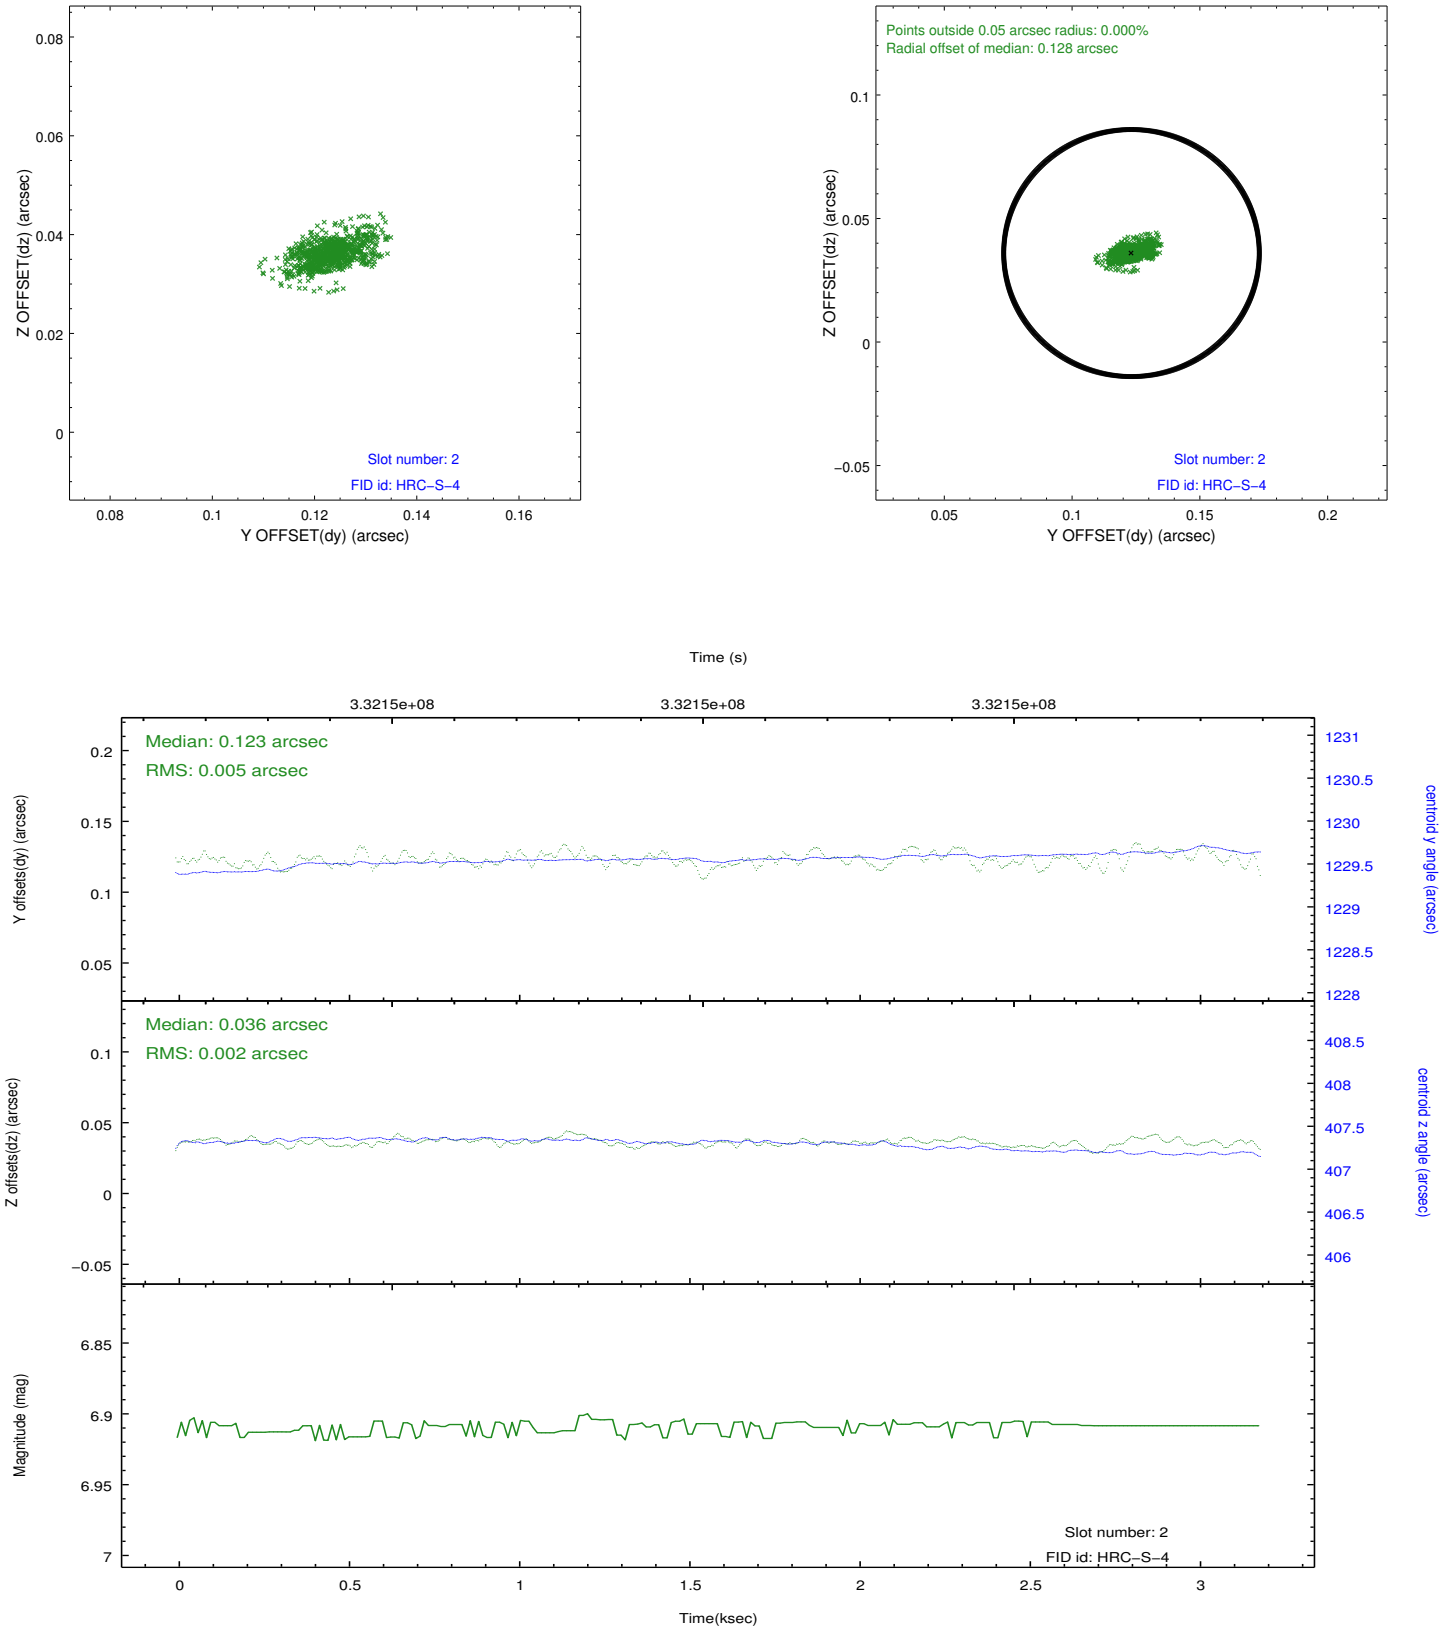 0.08
0.06
0.04
0.02
0
Z OFFSET(dz) (arcsec)
Slot number: 2
FID id: HRC−S−4
0.08 0.1 0.12 0.14 0.16
Y OFFSET(dy) (arcsec)
Points outside 0.05 arcsec radius: 0.000%
Radial offset of median: 0.128 arcsec
0.1
0.05
0
−0.05
Z OFFSET(dz) (arcsec)
Slot number: 2
FID id: HRC−S−4
0.05 0.1 0.15 0.2
Y OFFSET(dy) (arcsec)
Time (s)
3.3215e+08 3.3215e+08 3.3215e+08
Median: 0.123 arcsec
RMS: 0.005 arcsec
0.2
0.15
0.1
0.05
Y offsets(dy) (arcsec)
1231
1230.5
1230
1229.5
1229
1228.5
1228
centroid y angle (arcsec)
Median: 0.036 arcsec
RMS: 0.002 arcsec
0.1
0.05
0
−0.05
Z offsets(dz) (arcsec)
408.5
408
407.5
407
406.5
406
centroid z angle (arcsec)
6.85
6.9
6.95
7
Magnitude (mag)
Slot number: 2
FID id: HRC−S−4
0 0.5 1 1.5 2 2.5 3
Time(ksec)